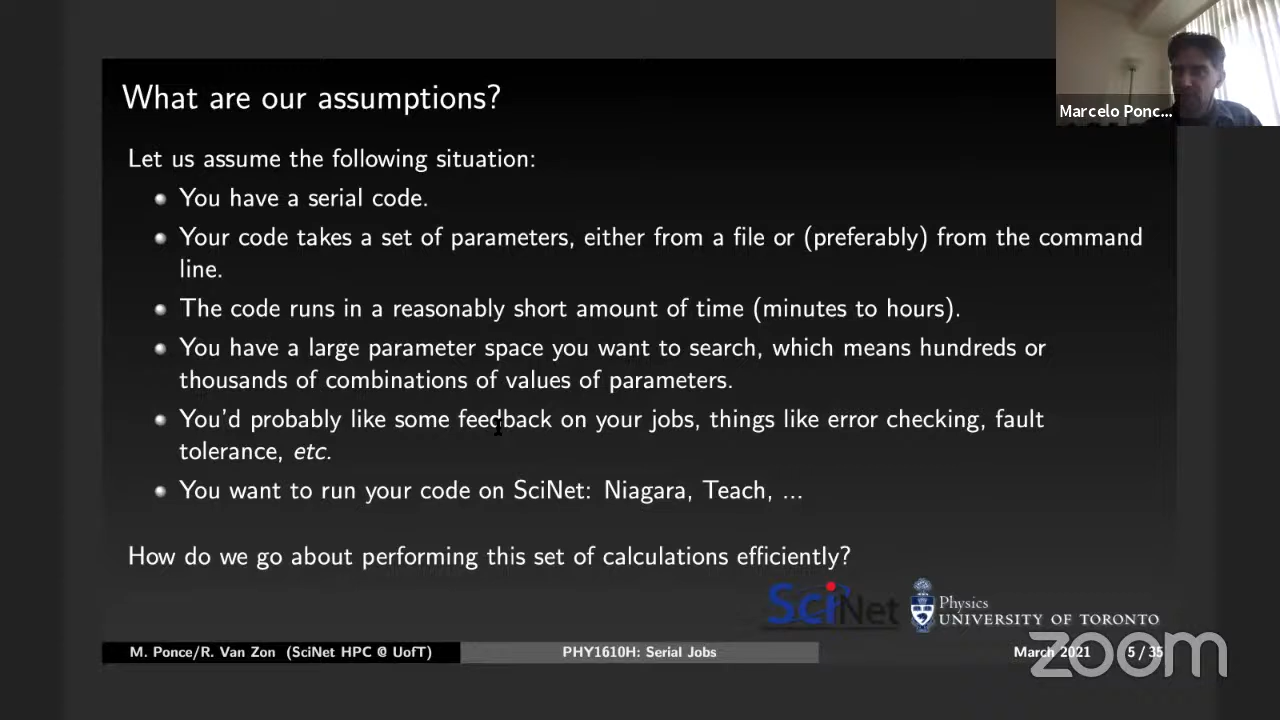 What are our assumptions?
Marcelo Ponc...
Let us assume the following situation:
You have a serial code.
Your code takes a set of parameters, either from a file or (preferably) from the command
line.
The code runs in a reasonably short amount of time (minutes to hours).
You have a large parameter space you want to search, which means hundreds or
thousands of combinations of values of parameters.
You'd probably like some feedback on your jobs, things like error checking, fault
tolerance, etc.
You want to run your code on SciNet: Niagara, Teach, ...
How do we go about performing this set of calculations efficiently?
SciNet
Physics
UNIVERSITY OF TORONTO
M. Ponce/R. Van Zon (SciNet HPC @ UofT)
PHY1610H: Serial Jobs
March 2021
5 / 35
zoom